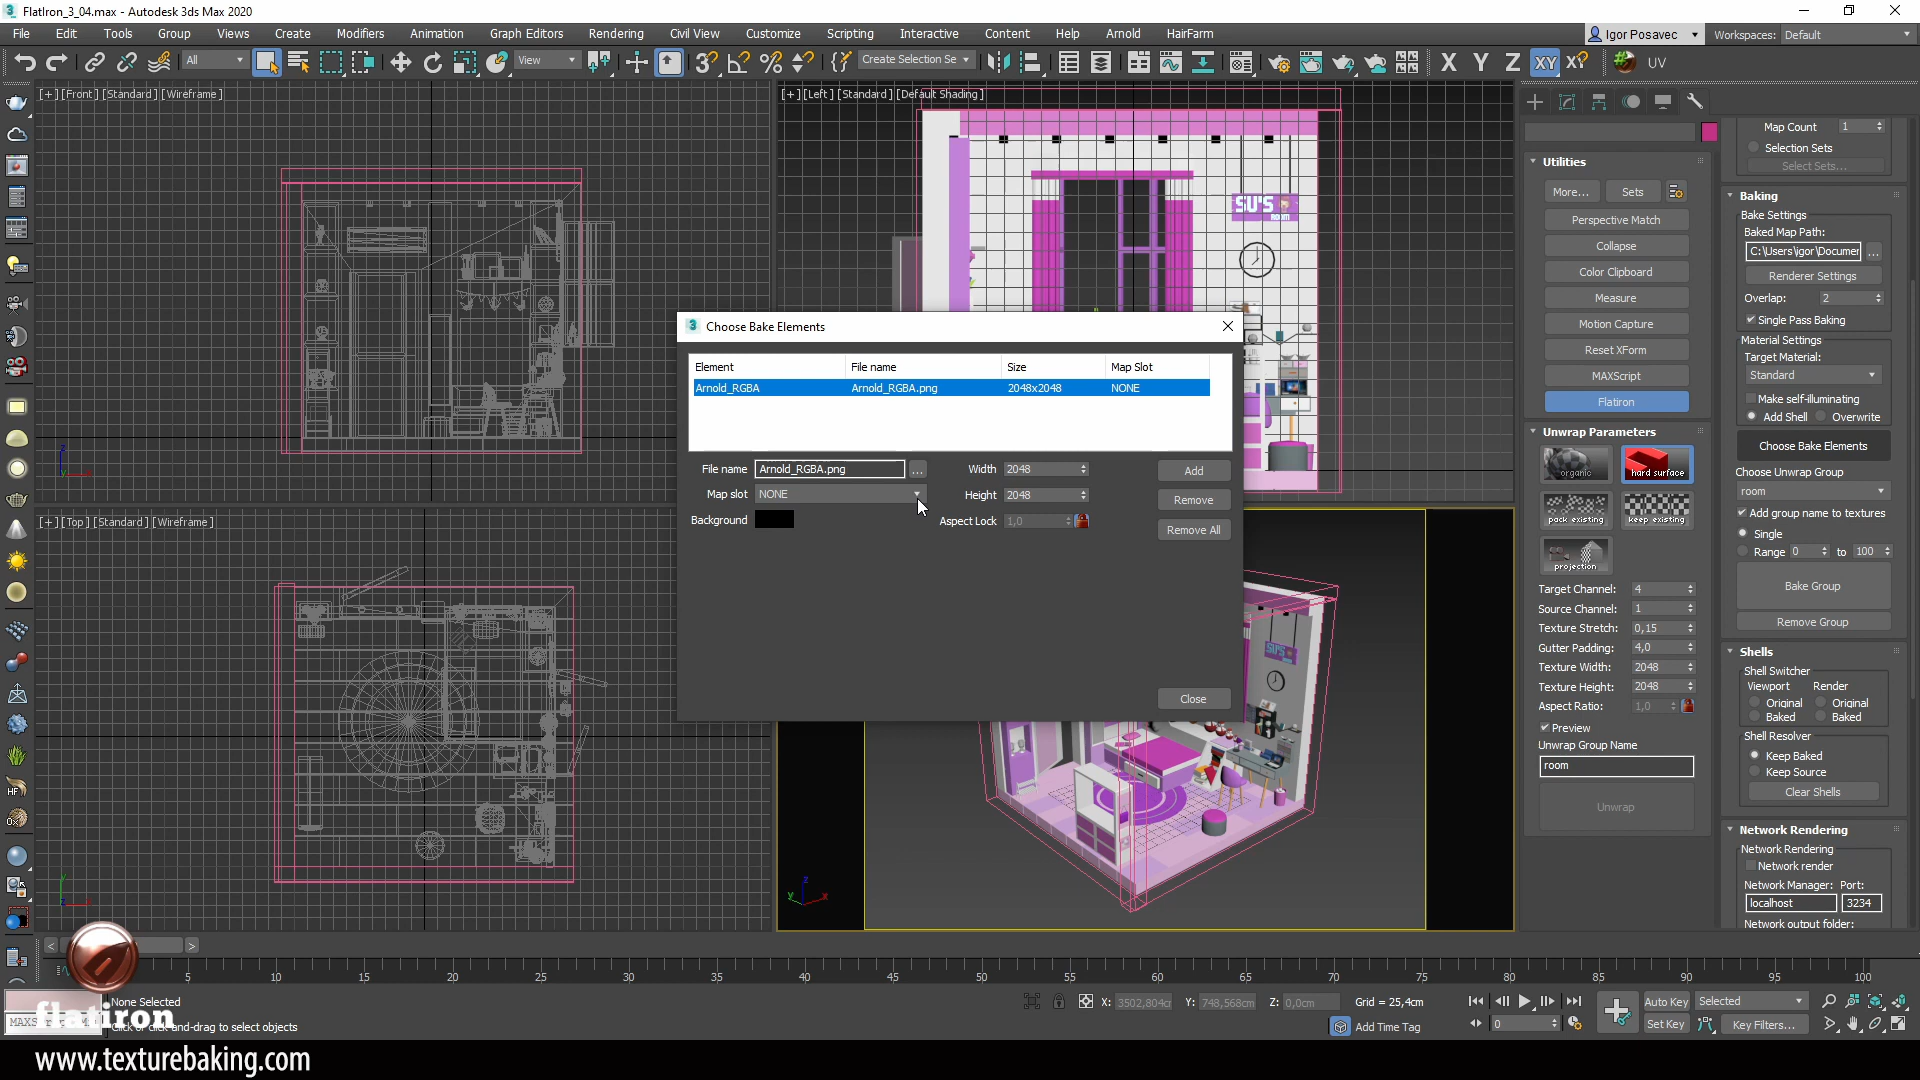 FlatIron_3_04.max - Autodesk 3ds Max 2020
File Edit Tools Group Views Create Modifiers Animation Graph Editors Rendering Civil View Customize Scripting Interactive Content Help Arnold HairFarm
Igor Posavec
Workspaces: Default
All
View
Create Selection Se
X Y Z XY XY
UV
[+] [Front] [Standard] [Wireframe]
[+] [Left] [Standard] [Default Shading]
SU'S
ROOM
[+] [Top] [Standard] [Wireframe]
Choose Bake Elements
Element File name Size Map Slot
Arnold_RGBA Arnold_RGBA.png 2048x2048 NONE
File name Arnold_RGBA.png ...
Map slot NONE
Background
Width 2048
Height 2048
Aspect Lock 1,0
Add
Remove
Remove All
Close
SU'S
Utilities
More... Sets
Perspective Match
Collapse
Color Clipboard
Measure
Motion Capture
Reset XForm
MAXScript
Flatiron
Unwrap Parameters
organic hard surface
pack existing keep existing
projection
Target Channel: 4
Source Channel: 1
Texture Stretch: 0,15
Gutter Padding: 4,0
Texture Width: 2048
Texture Height: 2048
Aspect Ratio: 1,0
Preview
Unwrap Group Name
room
Unwrap
Map Count 1
Selection Sets
Select Sets...
Baking
Bake Settings
Baked Map Path:
C:\Users\igor\Documer ...
Renderer Settings
Overlap: 2
Single Pass Baking
Material Settings
Target Material:
Standard
Make self-illuminating
Add Shell Overwrite
Choose Bake Elements
Choose Unwrap Group
room
Add group name to textures
Single
Range 0 to 100
Bake Group
Remove Group
Shells
Shell Switcher
Viewport Render
Original Original
Baked Baked
Shell Resolver
Keep Baked
Keep Source
Clear Shells
Network Rendering
Network Rendering
Network render
Network Manager: Port:
localhost 3234
Network output folder:
5 10 15 20 25 30 35 40 45 50 55 60 65 70 75 80 85 90 95 100
None Selected
and-drag to select objects
flatiron
X: 3502,804c Y: 748,568cm Z: 0,0cm Grid = 25,4cm
Add Time Tag
0
Auto Key Selected
Set Key Key Filters...
www.texturebaking.com